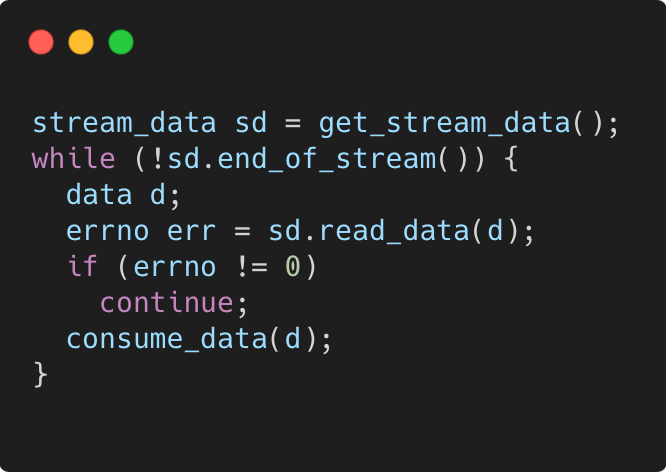 stream_data sd = get_stream_data();
while (!sd.end_of_stream()) {
  data d;
  errno err = sd.read_data(d);
  if (errno != 0)
    continue;
  consume_data(d);
}